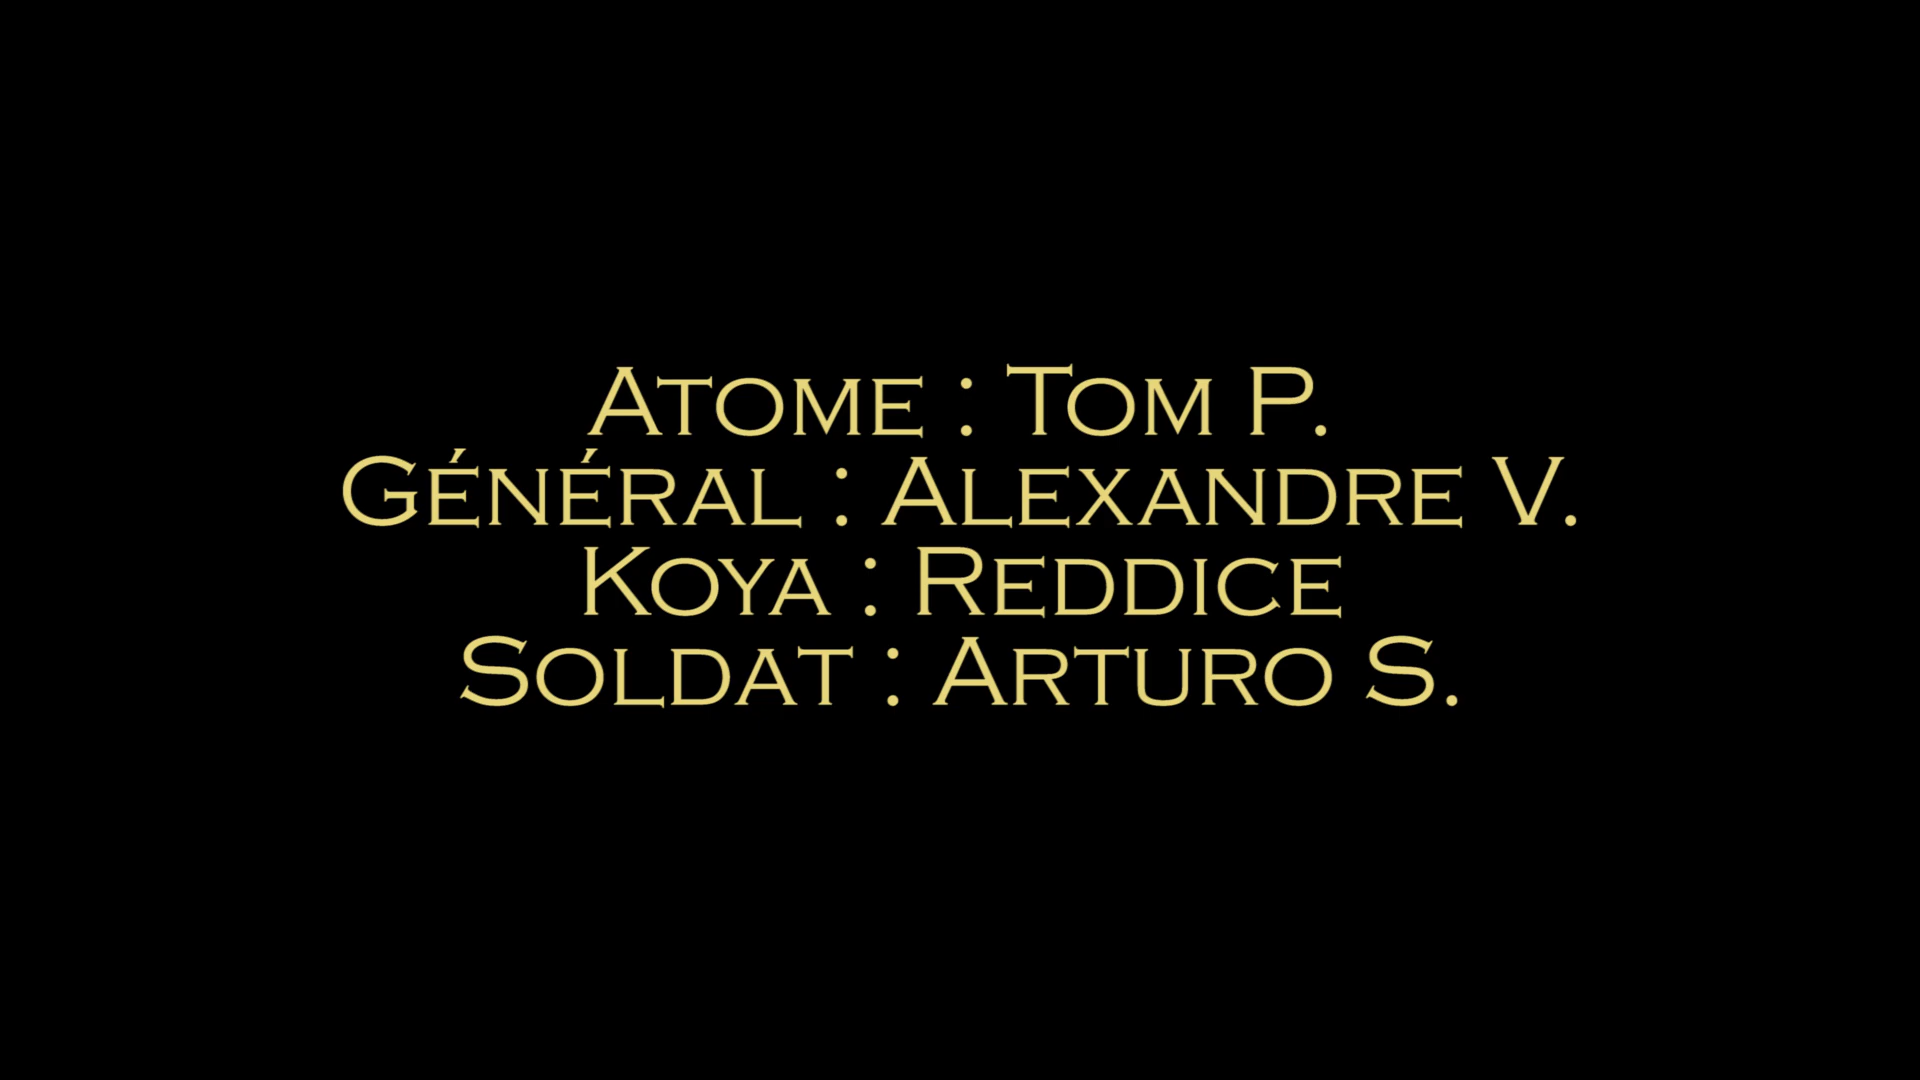 Atome : Tom P.
Général : Alexandre V.
Koya : Reddice
Soldat : Arturo S.